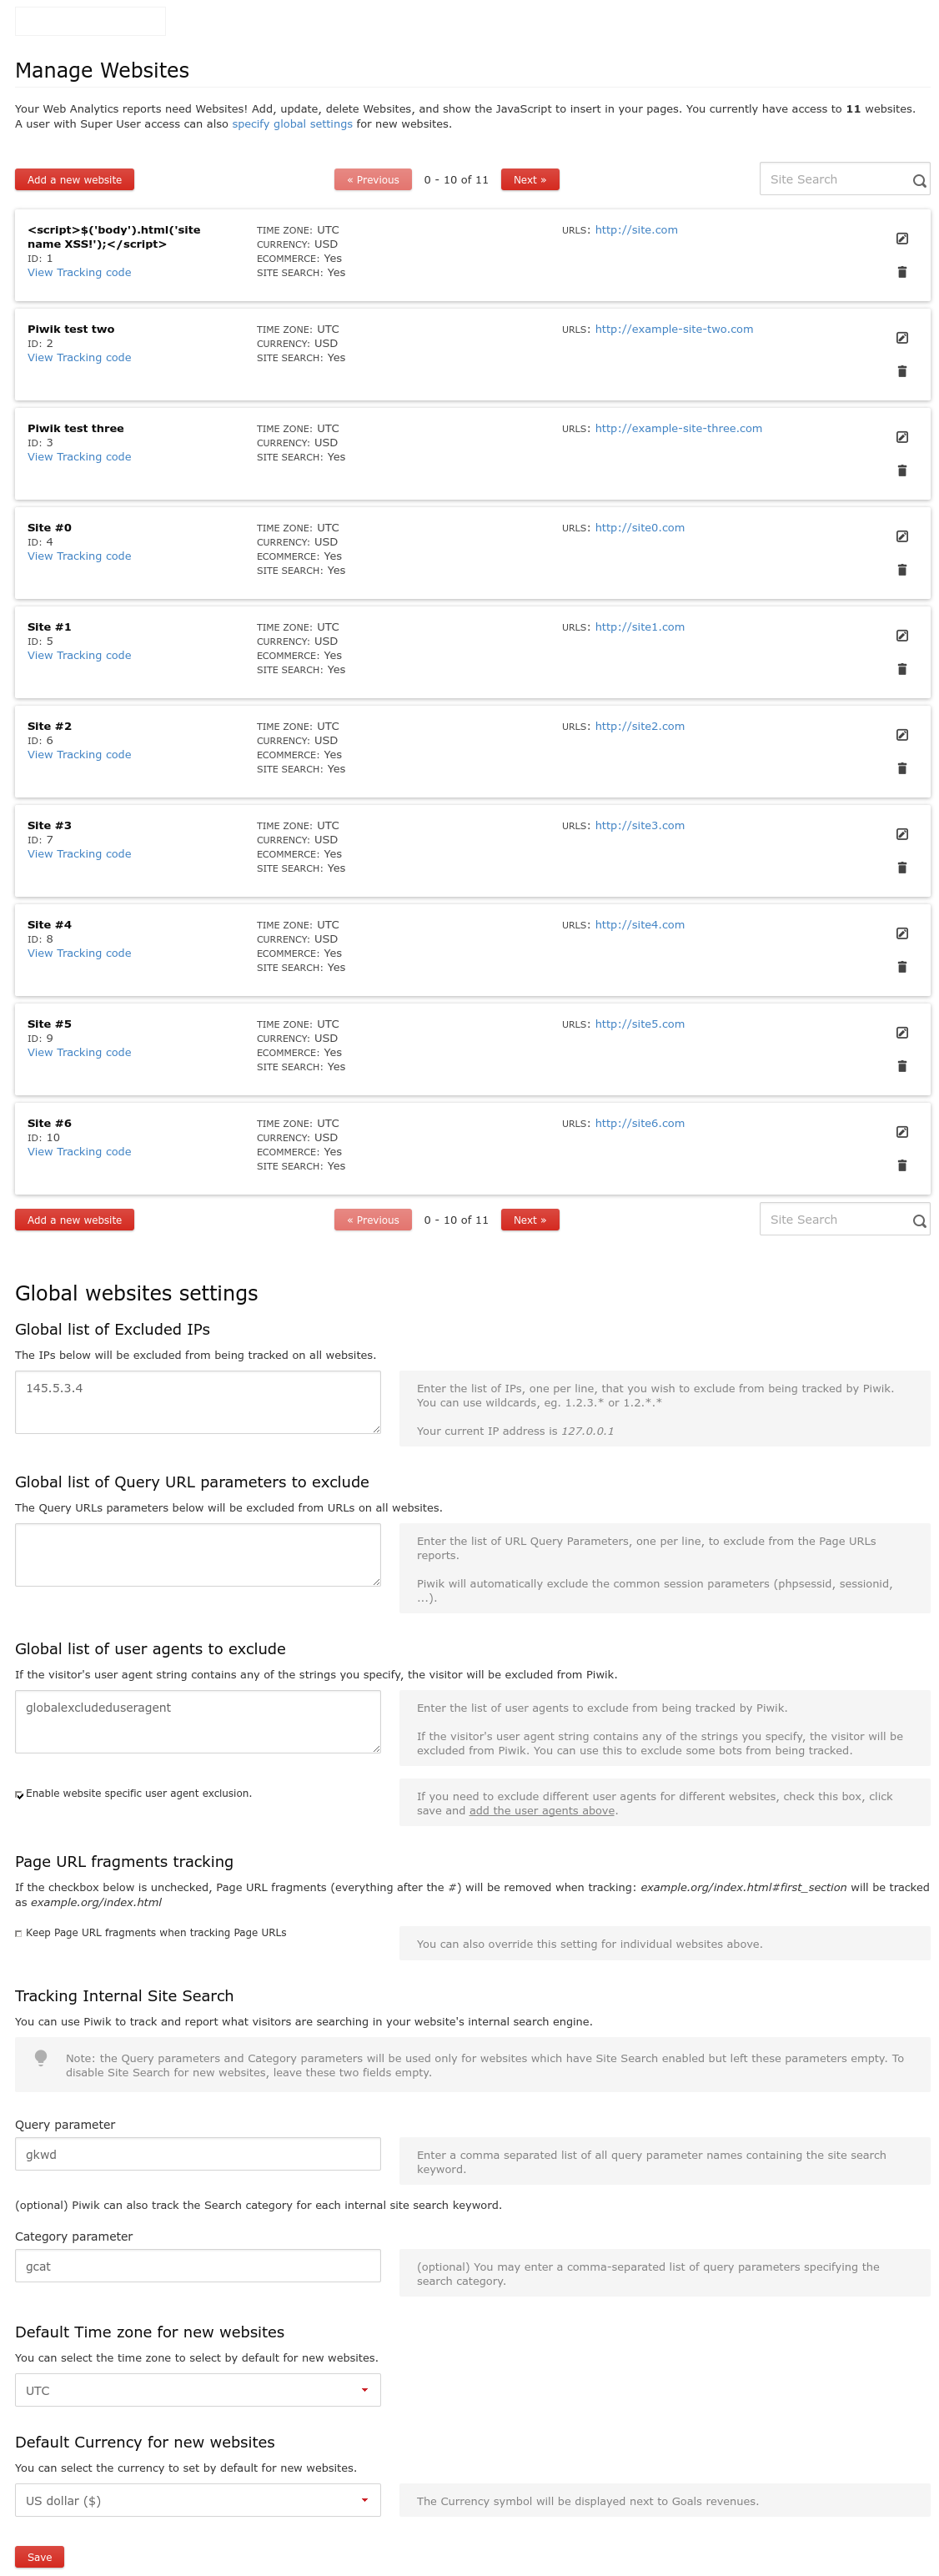 Manage Websites
Your Web Analytics reports need Websites! Add, update, delete Websites, and show the JavaScript to insert in your pages. You currently have access to 11 websites.
A user with Super User access can also specify global settings for new websites.
Add a new website
« Previous 0 - 10 of 11 Next »
Site Search
<script>$('body').html('site
name XSS!');</script>
ID: 1
View Tracking code
TIME ZONE: UTC
CURRENCY: USD
ECOMMERCE: Yes
SITE SEARCH: Yes
URLS: http://site.com
Piwik test two
ID: 2
View Tracking code
TIME ZONE: UTC
CURRENCY: USD
SITE SEARCH: Yes
URLS: http://example-site-two.com
Piwik test three
ID: 3
View Tracking code
TIME ZONE: UTC
CURRENCY: USD
SITE SEARCH: Yes
URLS: http://example-site-three.com
Site #0
ID: 4
View Tracking code
TIME ZONE: UTC
CURRENCY: USD
ECOMMERCE: Yes
SITE SEARCH: Yes
URLS: http://site0.com
Site #1
ID: 5
View Tracking code
TIME ZONE: UTC
CURRENCY: USD
ECOMMERCE: Yes
SITE SEARCH: Yes
URLS: http://site1.com
Site #2
ID: 6
View Tracking code
TIME ZONE: UTC
CURRENCY: USD
ECOMMERCE: Yes
SITE SEARCH: Yes
URLS: http://site2.com
Site #3
ID: 7
View Tracking code
TIME ZONE: UTC
CURRENCY: USD
ECOMMERCE: Yes
SITE SEARCH: Yes
URLS: http://site3.com
Site #4
ID: 8
View Tracking code
TIME ZONE: UTC
CURRENCY: USD
ECOMMERCE: Yes
SITE SEARCH: Yes
URLS: http://site4.com
Site #5
ID: 9
View Tracking code
TIME ZONE: UTC
CURRENCY: USD
ECOMMERCE: Yes
SITE SEARCH: Yes
URLS: http://site5.com
Site #6
ID: 10
View Tracking code
TIME ZONE: UTC
CURRENCY: USD
ECOMMERCE: Yes
SITE SEARCH: Yes
URLS: http://site6.com
Add a new website
« Previous 0 - 10 of 11 Next »
Site Search
Global websites settings
Global list of Excluded IPs
The IPs below will be excluded from being tracked on all websites.
145.5.3.4
Enter the list of IPs, one per line, that you wish to exclude from being tracked by Piwik.
You can use wildcards, eg. 1.2.3.* or 1.2.*.*
Your current IP address is 127.0.0.1
Global list of Query URL parameters to exclude
The Query URLs parameters below will be excluded from URLs on all websites.
Enter the list of URL Query Parameters, one per line, to exclude from the Page URLs
reports.
Piwik will automatically exclude the common session parameters (phpsessid, sessionid,
...).
Global list of user agents to exclude
If the visitor's user agent string contains any of the strings you specify, the visitor will be excluded from Piwik.
globalexcludeduseragent
Enter the list of user agents to exclude from being tracked by Piwik.
If the visitor's user agent string contains any of the strings you specify, the visitor will be
excluded from Piwik. You can use this to exclude some bots from being tracked.
Enable website specific user agent exclusion.
If you need to exclude different user agents for different websites, check this box, click
save and add the user agents above.
Page URL fragments tracking
If the checkbox below is unchecked, Page URL fragments (everything after the #) will be removed when tracking: example.org/index.html#first_section will be tracked
as example.org/index.html
Keep Page URL fragments when tracking Page URLs
You can also override this setting for individual websites above.
Tracking Internal Site Search
You can use Piwik to track and report what visitors are searching in your website's internal search engine.
Note: the Query parameters and Category parameters will be used only for websites which have Site Search enabled but left these parameters empty. To
disable Site Search for new websites, leave these two fields empty.
Query parameter
gkwd
Enter a comma separated list of all query parameter names containing the site search
keyword.
(optional) Piwik can also track the Search category for each internal site search keyword.
Category parameter
gcat
(optional) You may enter a comma-separated list of query parameters specifying the
search category.
Default Time zone for new websites
You can select the time zone to select by default for new websites.
UTC
Default Currency for new websites
You can select the currency to set by default for new websites.
US dollar ($)
The Currency symbol will be displayed next to Goals revenues.
Save